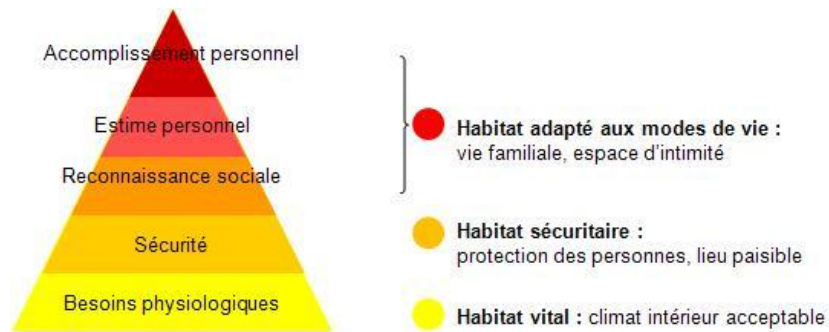 Accomplissement personnel
Estime personnel
Reconnaissance sociale
Sécurité
Besoins physiologiques
Habitat adapté aux modes de vie :
vie familiale, espace d'intimité
Habitat sécuritaire :
protection des personnes, lieu paisible
Habitat vital : climat intérieur acceptable